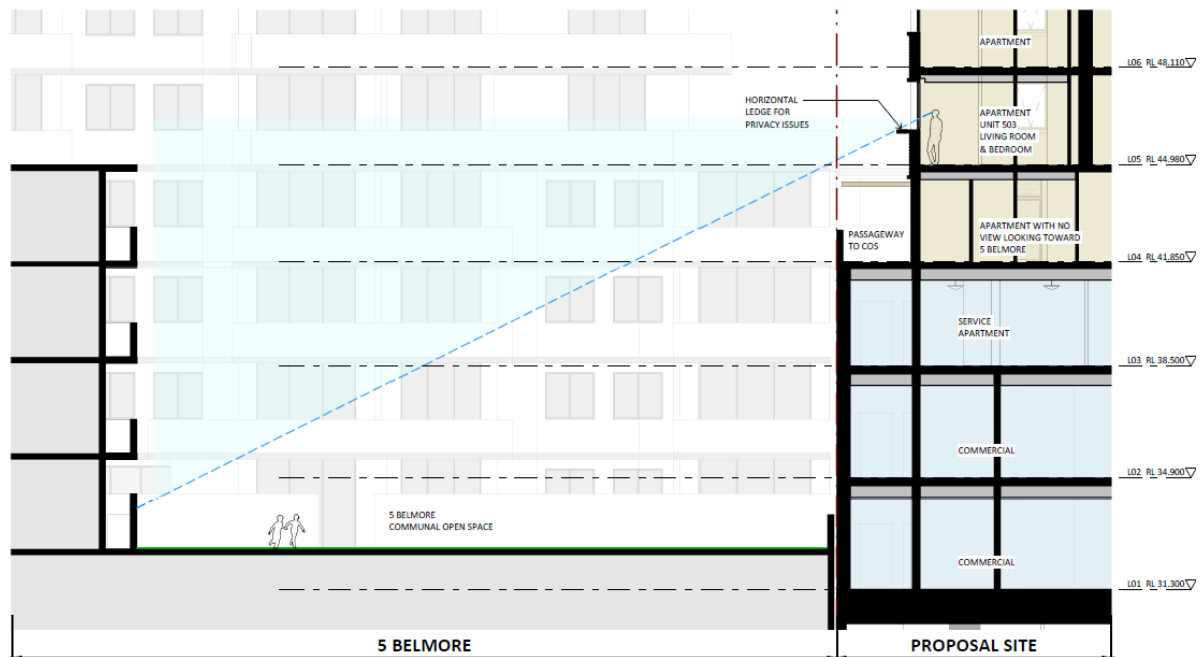 APARTMENT
L06 RL 48.110
HORIZONTAL
LEDGE FOR
PRIVACY ISSUES
APARTMENT
UNIT 503
LIVING ROOM
& BEDROOM
L05 RL 44.980
PASSAGEWAY
TO COS
APARTMENT WITH NO
VIEW LOOKING TOWARD
5 BELMORE
L04 RL 41.850
SERVICE
APARTMENT
L03 RL 38.500
COMMERCIAL
L02 RL 34.900
5 BELMORE
COMMUNAL OPEN SPACE
COMMERCIAL
L01 RL 31.300
5 BELMORE
PROPOSAL SITE